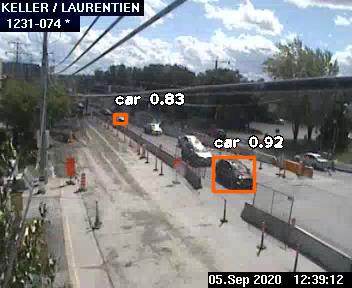 KELLER / LAURENTIEN
1231-074 *
car 0.83
car 0.92
05.Sep 2020 12:39:12